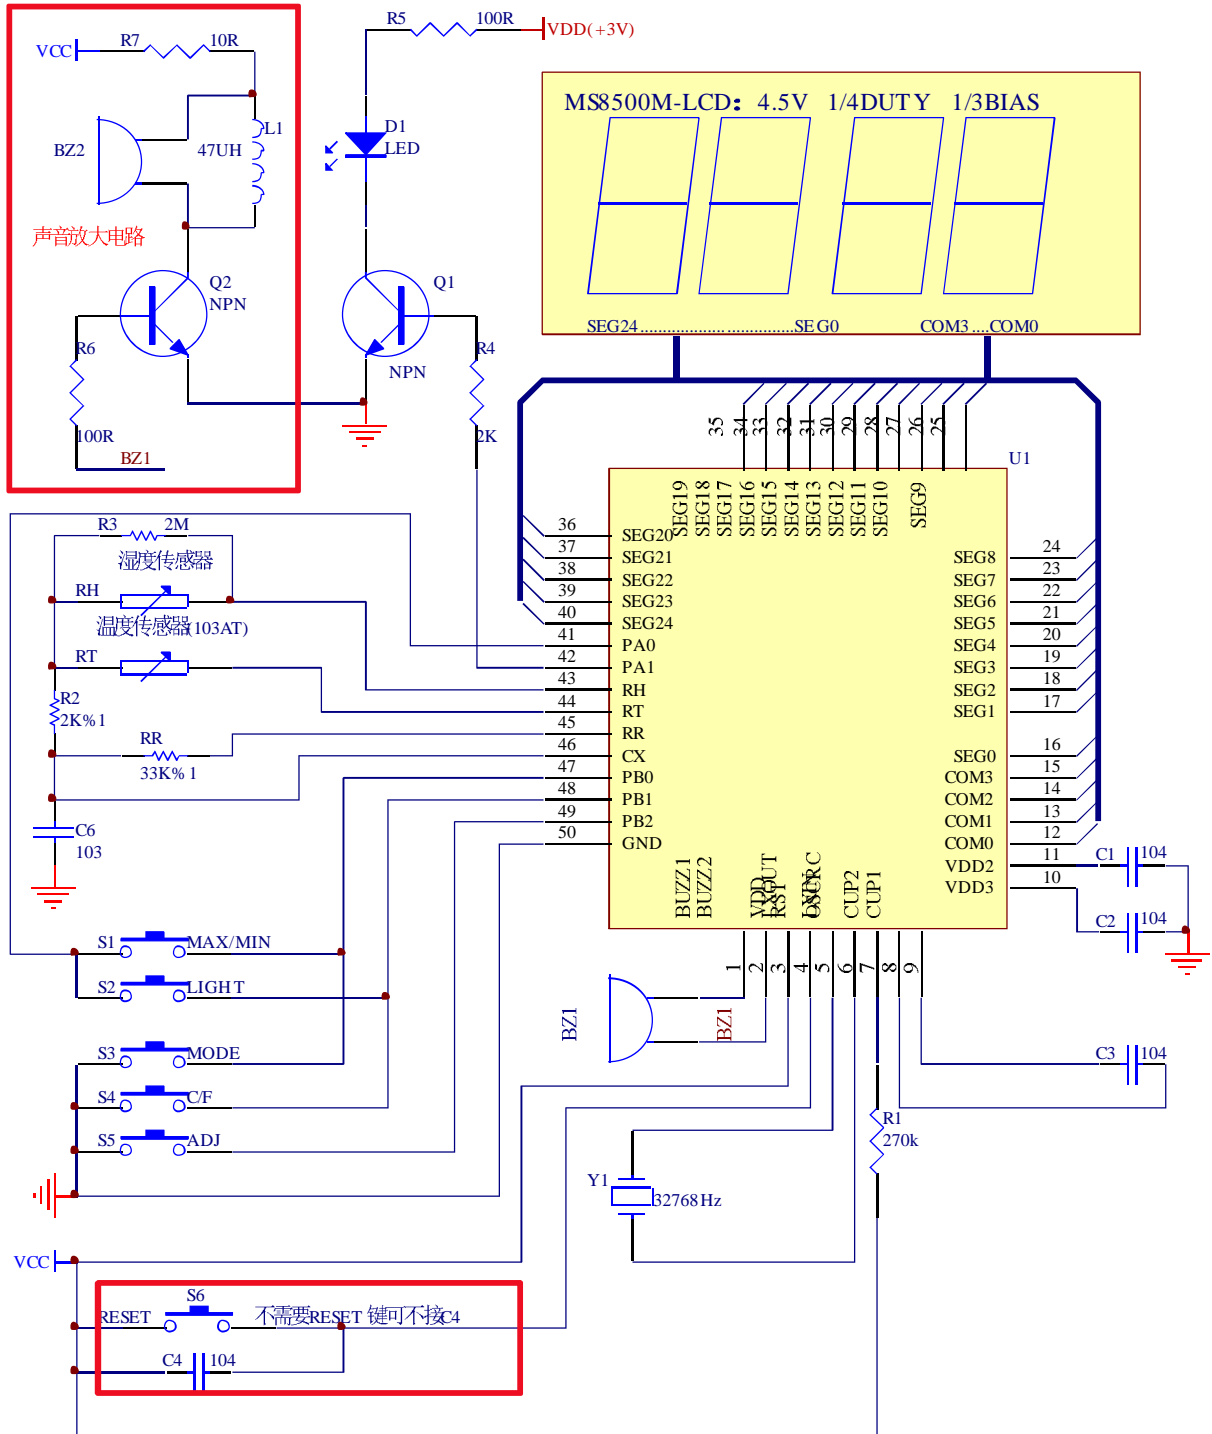 R5 100R VDD(+3V)
VCC R7 10R
MS8500M-LCD: 4.5V 1/4DUTY 1/3BIAS
BZ2 47UH L1
D1
LED
声音放大电路
Q2
NPN
Q1
NPN
SEG24...........................................SEG0 COM3....COM0
R6
100R
BZ1
R4
2K
35 34 33 32 31 30 29 28 27 26 25
U1
SEG19 SEG18 SEG17 SEG16 SEG15 SEG14 SEG13 SEG12 SEG11 SEG10 SEG9
R3 2M
湿度传感器
RH
温度传感器(103AT)
RT
R2
2K%1
RR
33K%1
C6
103
36 SEG20
37 SEG21
38 SEG22
39 SEG23
40 SEG24
41 PA0
42 PA1
43 RH
44 RT
45 RR
46 CX
47 PB0
48 PB1
49 PB2
50 GND
SEG8 24
SEG7 23
SEG6 22
SEG5 21
SEG4 20
SEG3 19
SEG2 18
SEG1 17
SEG0 16
COM3 15
COM2 14
COM1 13
COM0 12
VDD2 11
VDD3 10
C1 104
C2 104
BUZZ1 BUZZ2 VDD LXOUT RST LXIN OSCRC CUP2 CUP1
1 2 3 4 5 6 7 8 9
S1 MAX/MIN
S2 LIGHT
S3 MODE
S4 C/F
S5 ADJ
BZ1 BZ1
C3 104
R1
270k
Y1
32768Hz
VCC
S6
RESET 不需要RESET 键可不接C4
C4 104